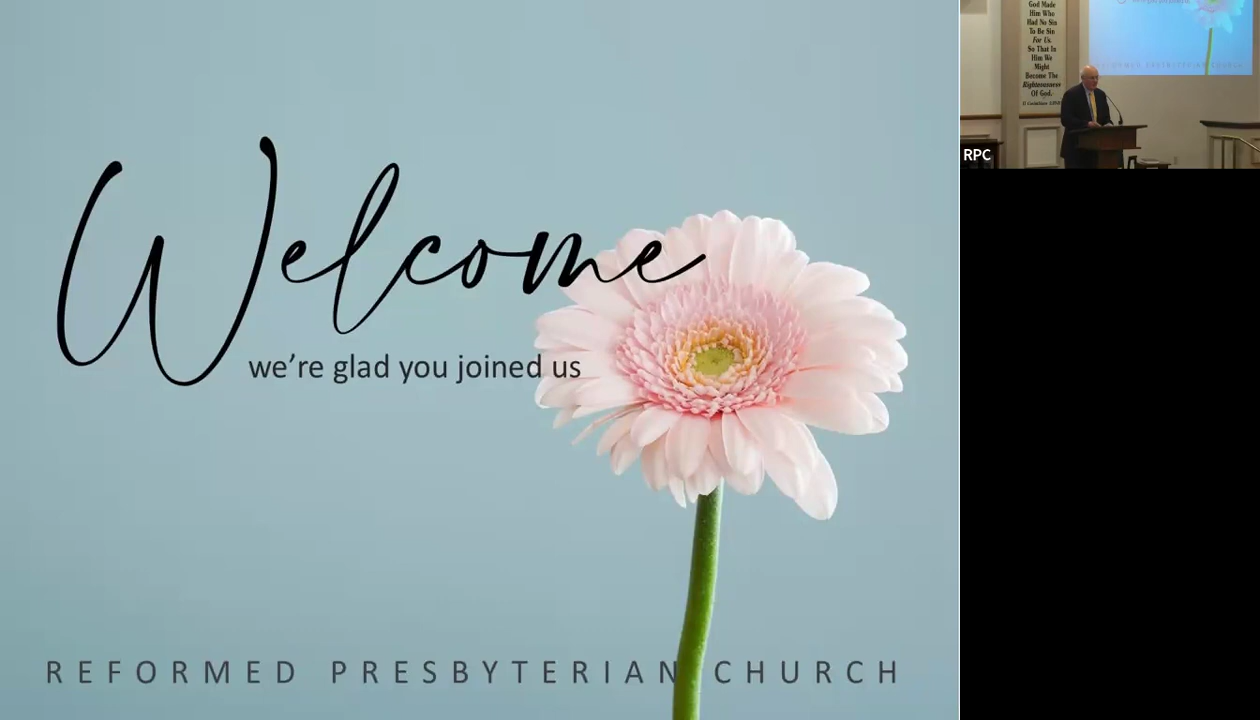 Welcome
we're glad you joined us
REFORMED PRESBYTERIAN CHURCH
God Made
Him Who
Had No Sin
To Be Sin
For Us.
So That In
Him We
Might
Become The
Righteousness
Of God.
RPC